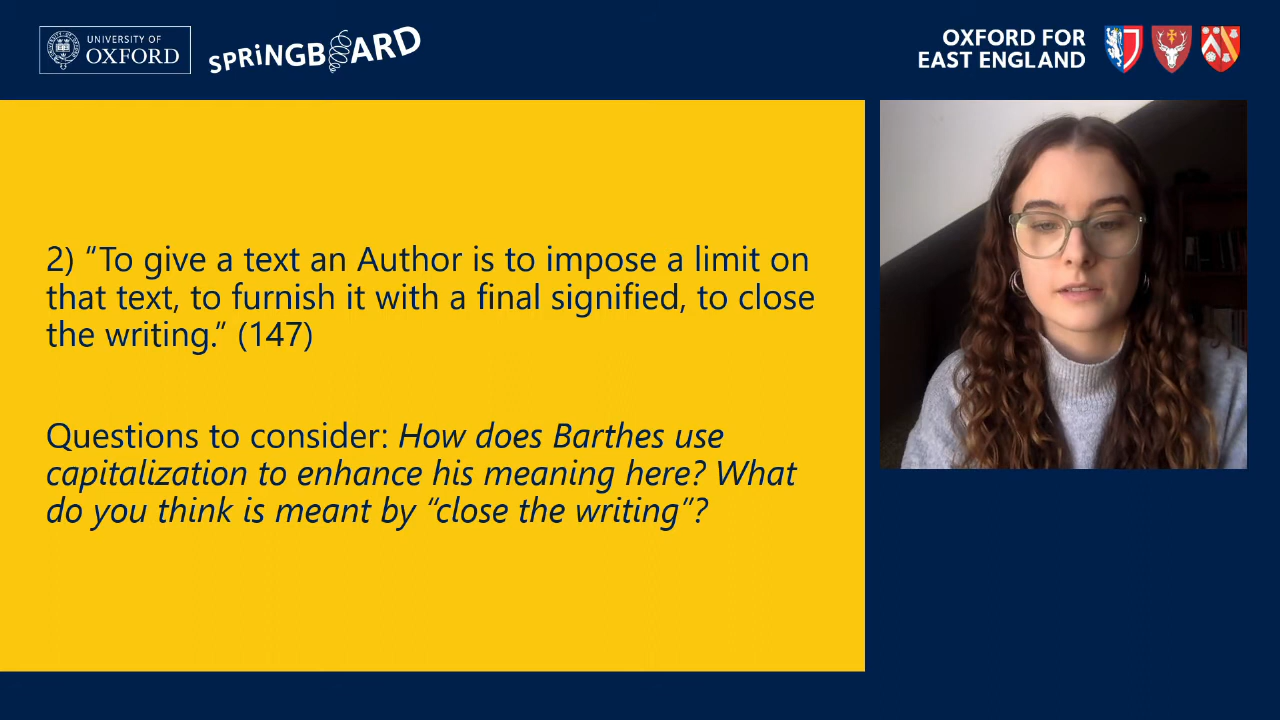 UNIVERSITY OF
OXFORD
SPRiNGBOARD
OXFORD FOR
EAST ENGLAND
2) “To give a text an Author is to impose a limit on
that text, to furnish it with a final signified, to close
the writing.” (147)
Questions to consider: How does Barthes use
capitalization to enhance his meaning here? What
do you think is meant by “close the writing”?